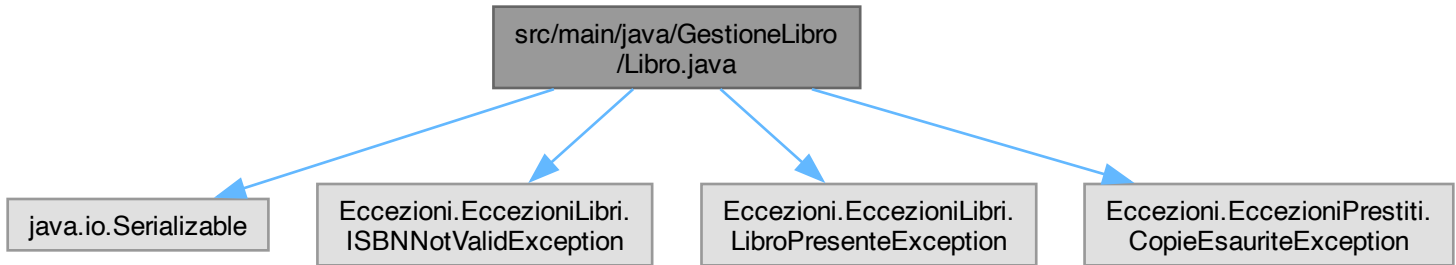 src/main/java/GestioneLibro
/Libro.java
java.io.Serializable
Eccezioni.EccezioniLibri.
ISBNNotValidException
Eccezioni.EccezioniLibri.
LibroPresenteException
Eccezioni.EccezioniPrestiti.
CopieEsauriteException